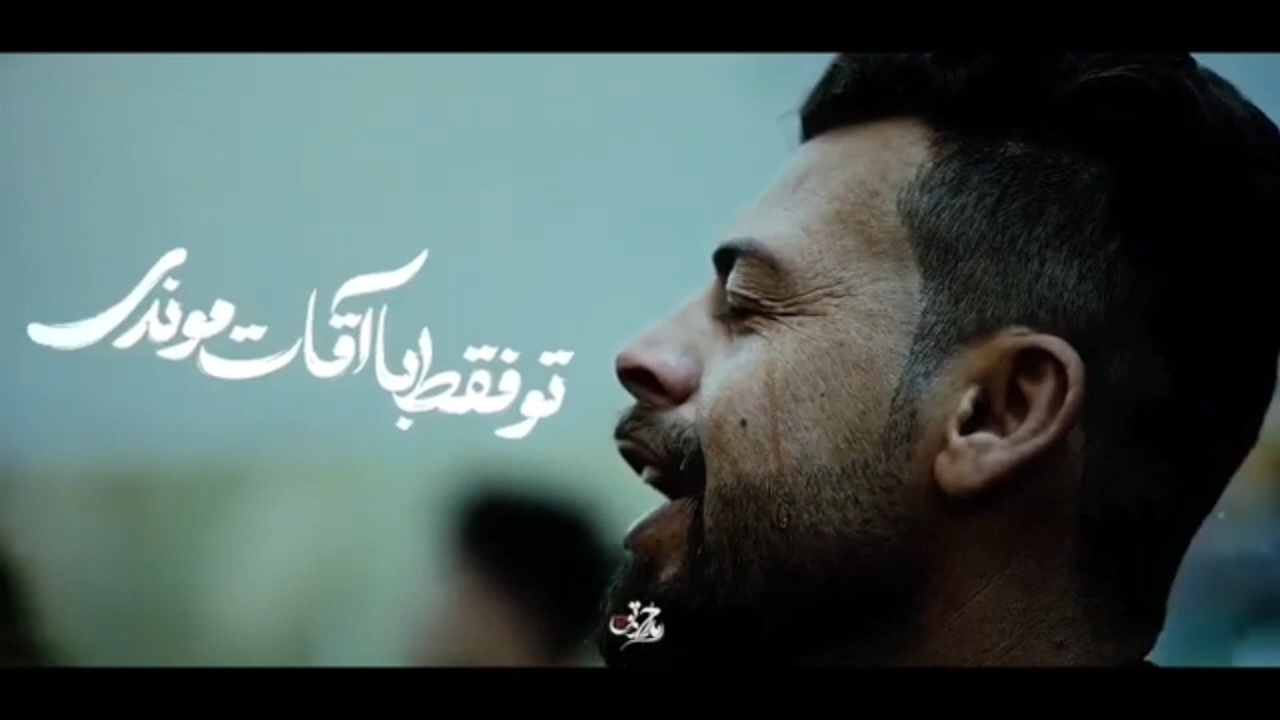 تو فقط با آقات موندی